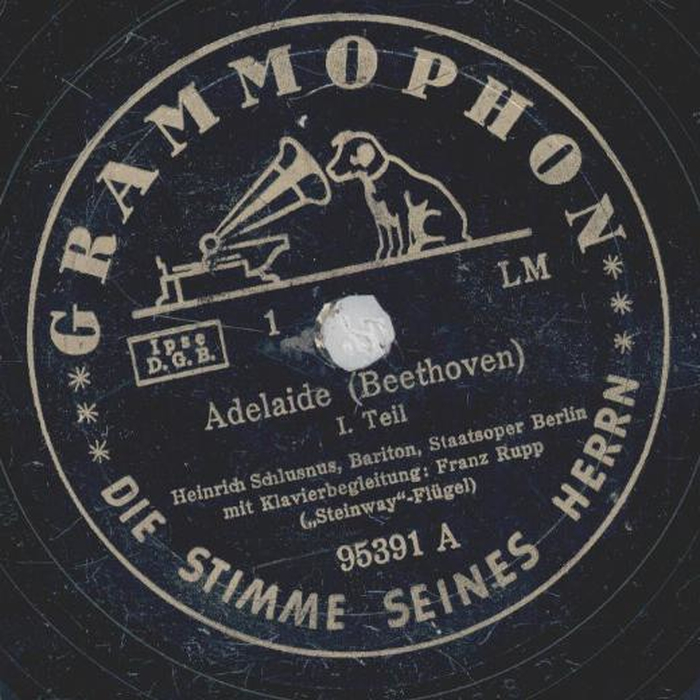 GRAMMOPHON
LM
1
Ipse
D.G.B.
Adelaide (Beethoven)
I. Teil
Heinrich Schlusnus, Bariton, Staatsoper Berlin
mit Klavierbegleitung: Franz Rupp
(„Steinway“-Flügel)
95391 A
*** DIE STIMME SEINES HERRN ***